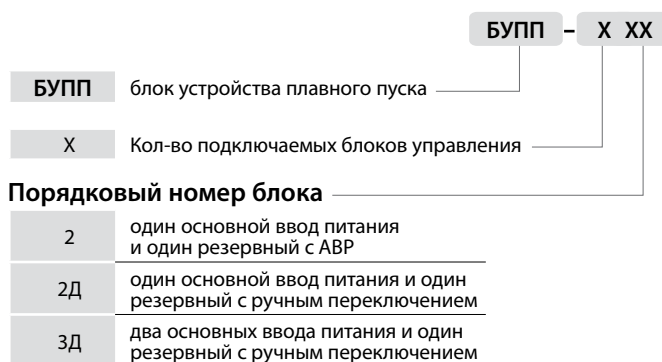 БУПП – X XX
БУПП блок устройства плавного пуска
X Кол-во подключаемых блоков управления
Порядковый номер блока
2 один основной ввод питания
и один резервный с АВР
2Д один основной ввод питания и один
резервный с ручным переключением
3Д два основных ввода питания и один
резервный с ручным переключением